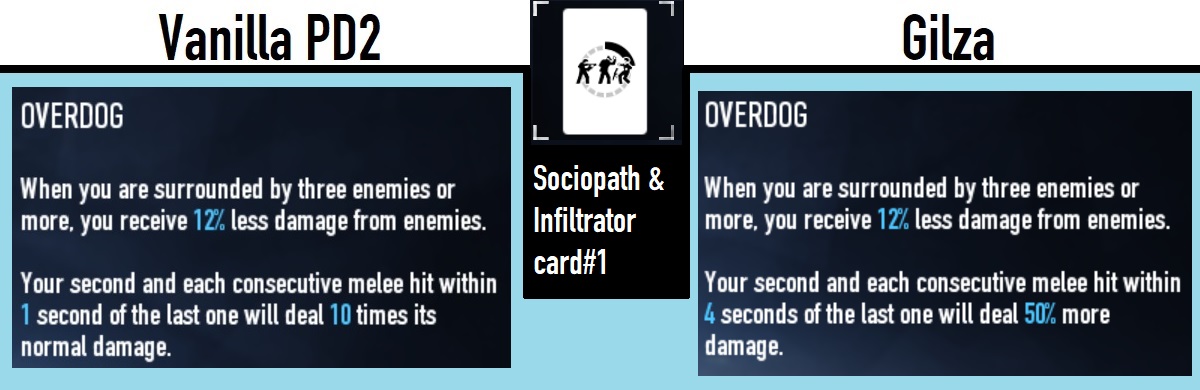 Vanilla PD2
Gilza
OVERDOG
When you are surrounded by three enemies or
more, you receive 12% less damage from enemies.
Your second and each consecutive melee hit within
1 second of the last one will deal 10 times its
normal damage.
Sociopath &
Infiltrator
card#1
OVERDOG
When you are surrounded by three enemies or
more, you receive 12% less damage from enemies.
Your second and each consecutive melee hit within
4 seconds of the last one will deal 50% more
damage.